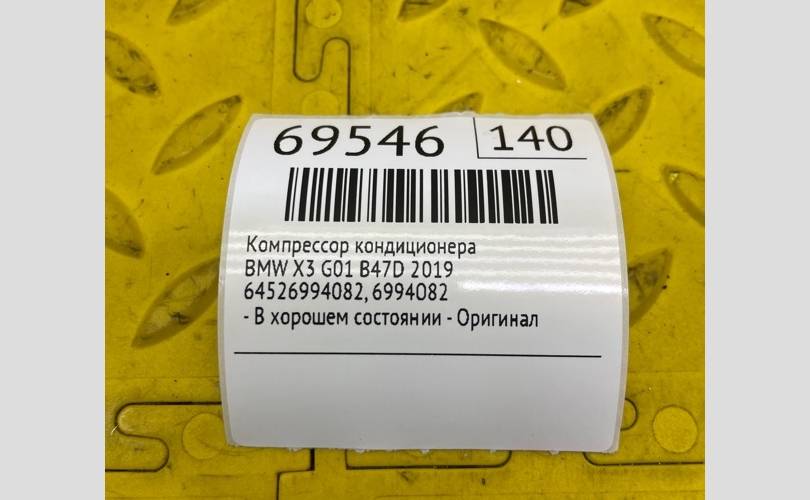 69546 140
Компрессор кондиционера
BMW X3 G01 B47D 2019
64526994082, 6994082
- В хорошем состоянии - Оригинал